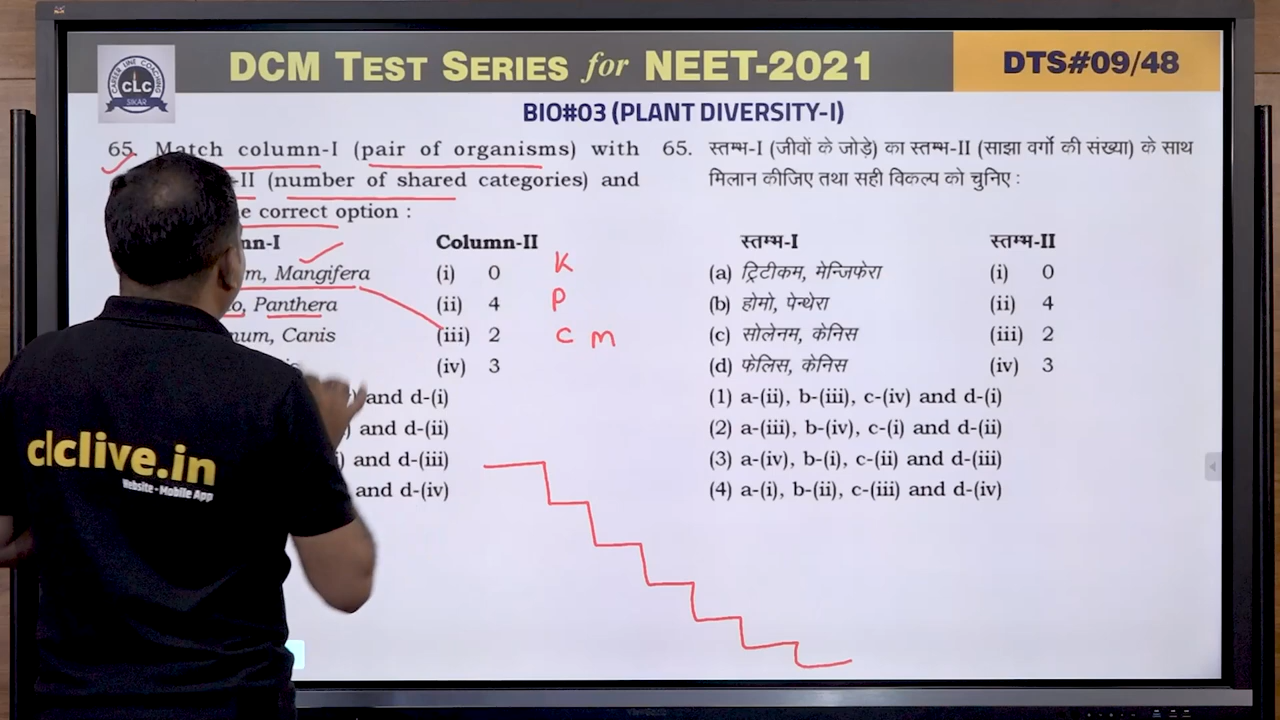 DCM TEST SERIES for NEET-2021
DTS#09/48
CLC
SIKAR
BIO#03 (PLANT DIVERSITY-I)
65. Match column-I (pair of organisms) with
-II (number of shared categories) and
correct option :
Column-II
Mangifera
(i) 0
Panthera
(ii) 4
Canis
(iii) 2
(iv) 3
and d-(i)
and d-(ii)
and d-(iii)
and d-(iv)
K
P
C M
65. स्तम्भ-I (जीवों के जोड़े) का स्तम्भ-II (साझा वर्गों की संख्या) के साथ
मिलान कीजिए तथा सही विकल्प को चुनिए :
स्तम्भ-I स्तम्भ-II
(a) ट्रिटीकम, मेन्जिफेरा (i) 0
(b) होमो, पेन्थेरा (ii) 4
(c) सोलेनम, केनिस (iii) 2
(d) फेलिस, केनिस (iv) 3
(1) a-(ii), b-(iii), c-(iv) and d-(i)
(2) a-(iii), b-(iv), c-(i) and d-(ii)
(3) a-(iv), b-(i), c-(ii) and d-(iii)
(4) a-(i), b-(ii), c-(iii) and d-(iv)
clclive.in
Website - Mobile App